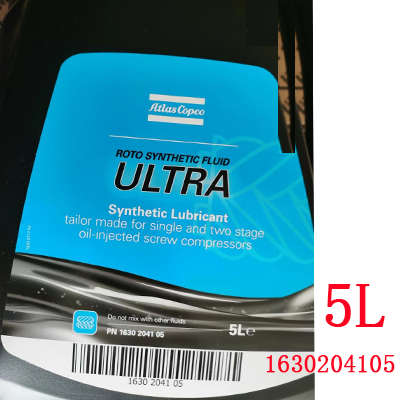 Atlas Copco
ROTO SYNTHETIC FLUID
ULTRA
Synthetic Lubricant
tailor made for single and two stage
oil-injected screw compressors
Do not mix with other fluids
PN 1630 2041 05
5L℮
1630 2041 05
5L
1630204105